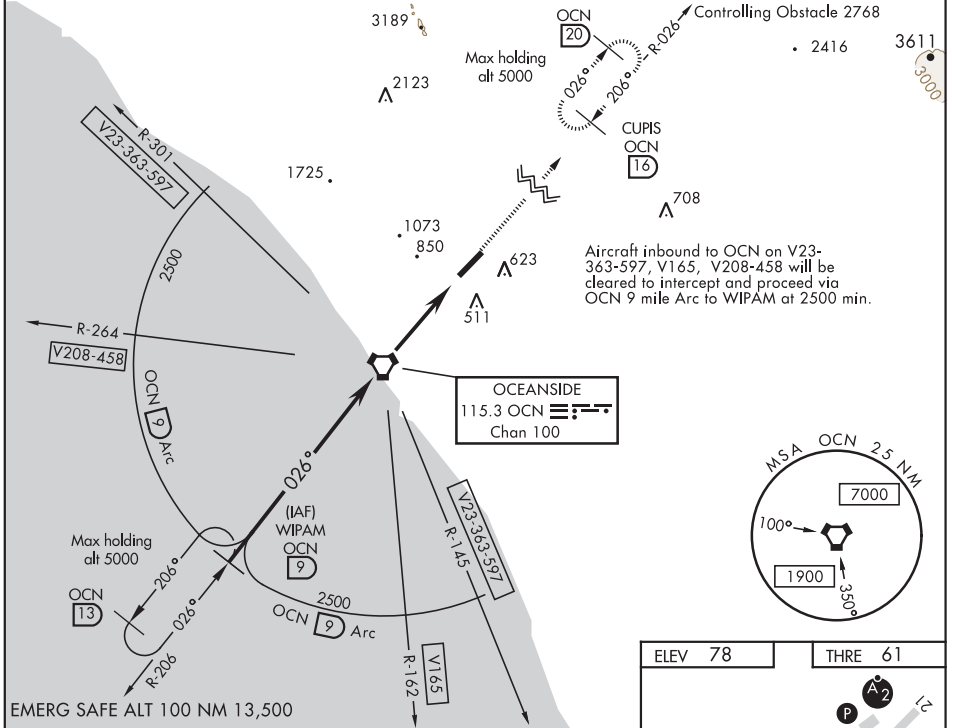 3189
OCN
20
R-026
Controlling Obstacle 2768
2416
3611
3000
Max holding
alt 5000
026°
206°
2123
CUPIS
OCN
16
R-301
V23-363-597
1725
708
1073
850
623
511
Aircraft inbound to OCN on V23-
363-597, V165, V208-458 will be
cleared to intercept and proceed via
OCN 9 mile Arc to WIPAM at 2500 min.
2500
R-264
V208-458
OCN 9 Arc
OCEANSIDE
115.3 OCN
Chan 100
026°
(IAF)
WIPAM
OCN
9
Max holding
alt 5000
OCN
13
206°
026°
R-206
2500
OCN 9 Arc
V23-363-597
R-145
V165
R-162
MSA OCN 25 NM
7000
100°
1900
350°
EMERG SAFE ALT 100 NM 13,500
ELEV 78
THRE 61
A2
P
21